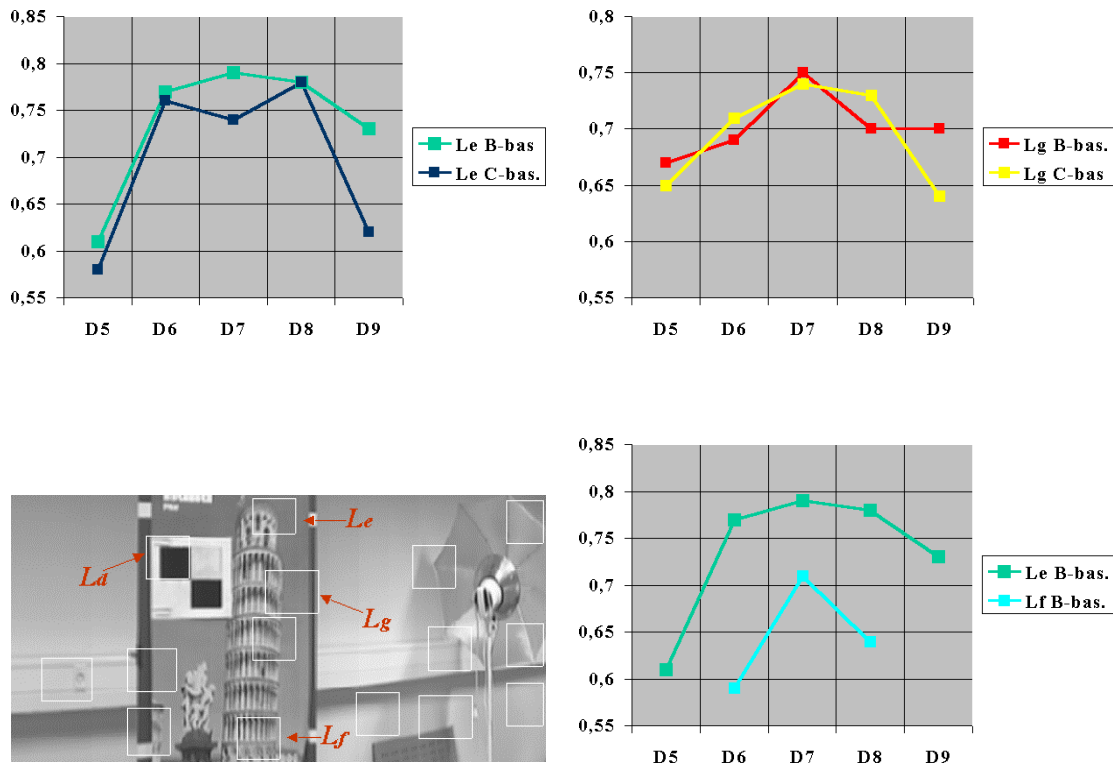 0,85
0,8
0,75
0,7
0,65
0,6
0,55
D5 D6 D7 D8 D9
Le B-bas
Le C-bas.
0,8
0,75
0,7
0,65
0,6
0,55
D5 D6 D7 D8 D9
Lg B-bas.
Lg C-bas
Le
Ld
Lg
Lf
0,85
0,8
0,75
0,7
0,65
0,6
0,55
D5 D6 D7 D8 D9
Le B-bas.
Lf B-bas.